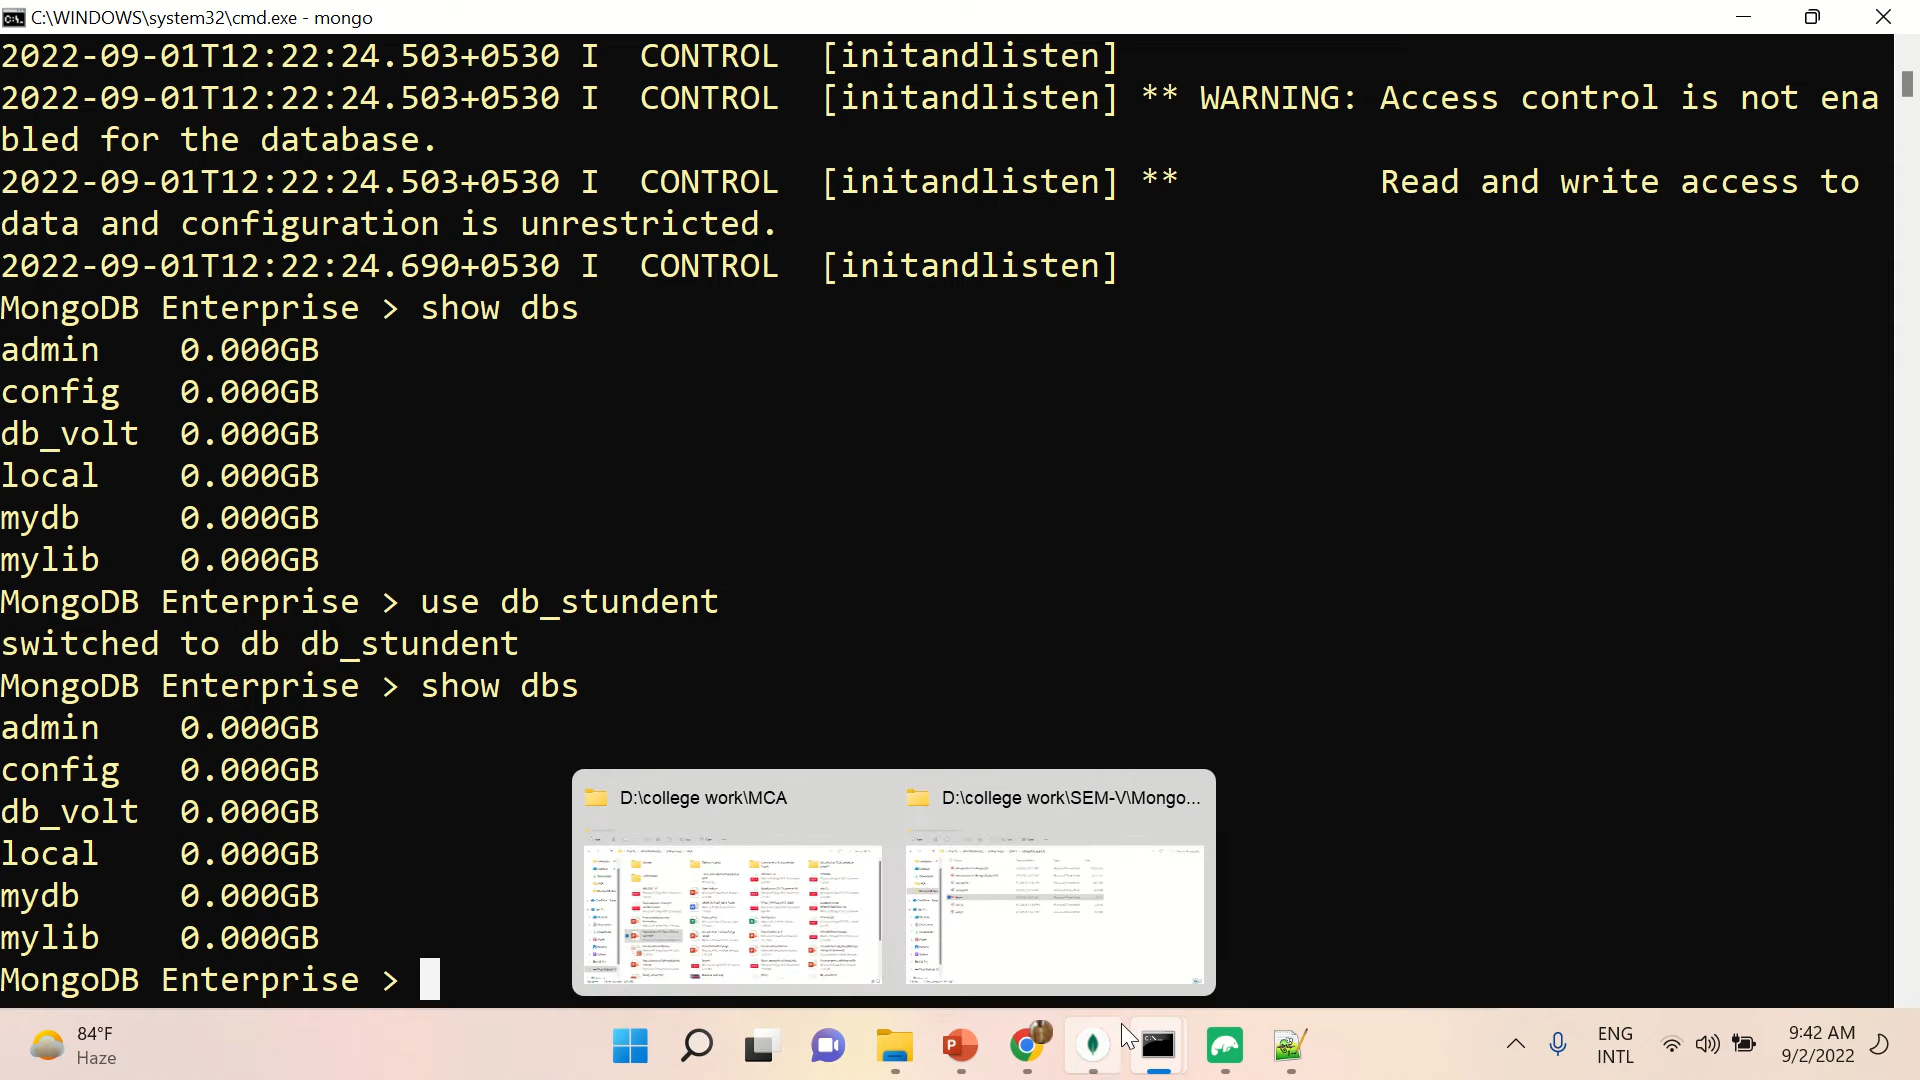 C:\WINDOWS\system32\cmd.exe - mongo
2022-09-01T12:22:24.503+0530 I  CONTROL  [initandlisten]
2022-09-01T12:22:24.503+0530 I  CONTROL  [initandlisten] ** WARNING: Access control is not ena
bled for the database.
2022-09-01T12:22:24.503+0530 I  CONTROL  [initandlisten] **          Read and write access to
data and configuration is unrestricted.
2022-09-01T12:22:24.690+0530 I  CONTROL  [initandlisten]
MongoDB Enterprise > show dbs
admin    0.000GB
config   0.000GB
db_volt  0.000GB
local    0.000GB
mydb     0.000GB
mylib    0.000GB
MongoDB Enterprise > use db_stundent
switched to db db_stundent
MongoDB Enterprise > show dbs
admin    0.000GB
config   0.000GB
db_volt  0.000GB
local    0.000GB
mydb     0.000GB
mylib    0.000GB
MongoDB Enterprise >
D:\college work\MCA
D:\college work\SEM-V\Mongo...
84°F
Haze
ENG
INTL
9:42 AM
9/2/2022